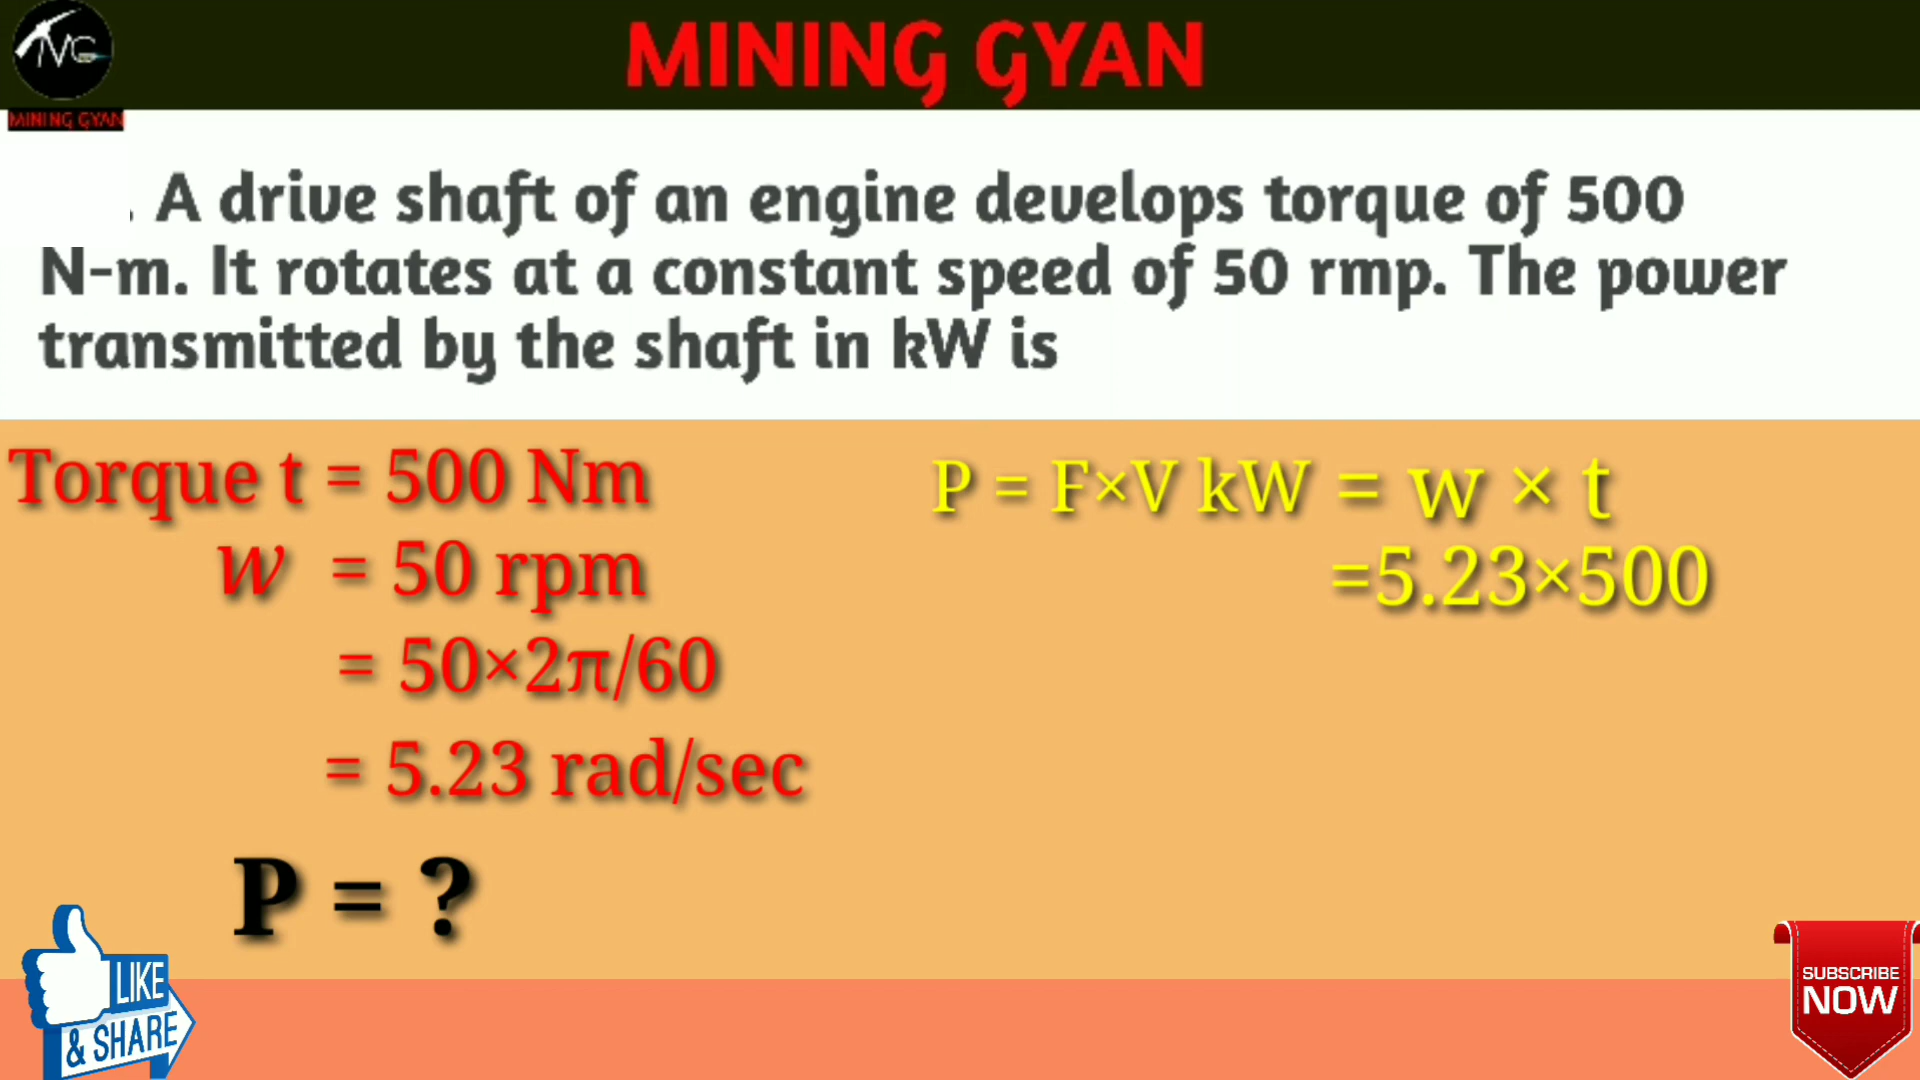 MINING GYAN
MG
MINING GYAN
. A drive shaft of an engine develops torque of 500
N-m. It rotates at a constant speed of 50 rmp. The power
transmitted by the shaft in kW is
Torque t = 500 Nm
w = 50 rpm
= 50×2π/60
= 5.23 rad/sec
P = ?
P = F×V kW = w × t
=5.23×500
LIKE
& SHARE
SUBSCRIBE
NOW